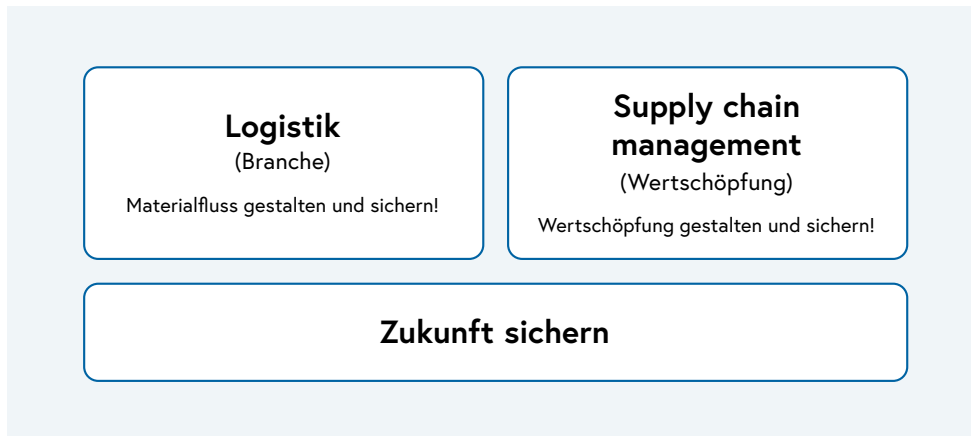 Logistik
(Branche)
Materialfluss gestalten und sichern!
Supply chain
management
(Wertschöpfung)
Wertschöpfung gestalten und sichern!
Zukunft sichern